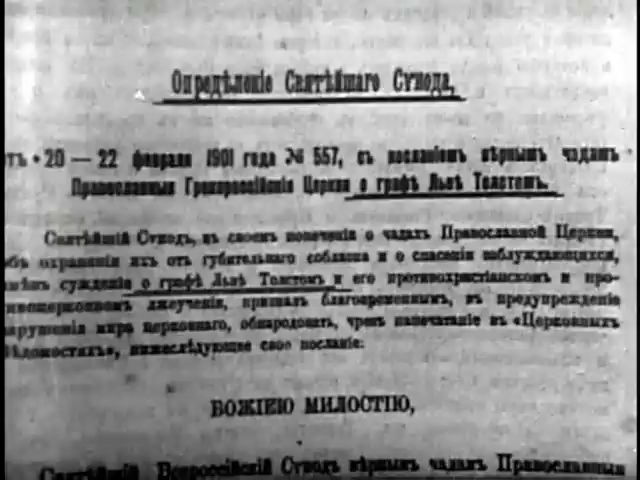 Опредѣленіе Святѣйшаго Сѵнода,
отъ 20 — 22 февраля 1901 года № 557, съ посланіемъ вѣрнымъ чадамъ
Православныя Грекороссійскія Церкви о графѣ Львѣ Толстомъ.
Святѣйшій Сѵнодъ, въ своемъ попеченіи о чадахъ Православной Церкви,
объ охраненіи ихъ отъ губительнаго соблазна и о спасеніи заблуждающихся,
имѣвъ сужденіе о графѣ Львѣ Толстомъ и его противохристіанскомъ и про-
тивоцерковномъ лжеученіи, призналъ благовременнымъ, въ предупрежденіе
нарушенія мира церковнаго, обнародовать, чрезъ напечатаніе въ «Церковныхъ
Вѣдомостяхъ», нижеслѣдующее свое посланіе:
БОЖІЕЮ МИЛОСТІЮ,
Святѣйшій Всероссійскій Сѵнодъ вѣрнымъ чадамъ Православныя